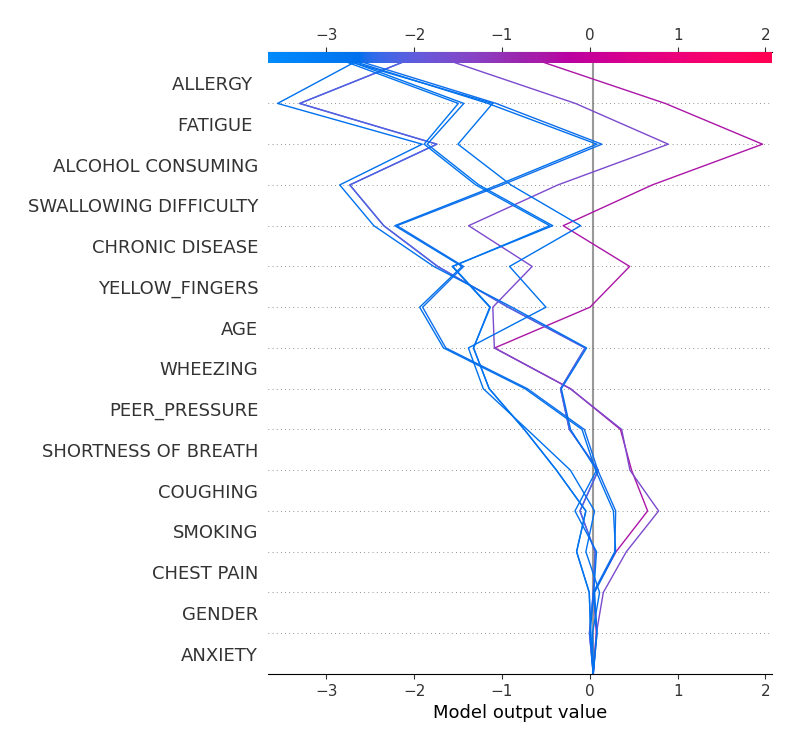 −3 −2 −1 0 1 2
ALLERGY
FATIGUE
ALCOHOL CONSUMING
SWALLOWING DIFFICULTY
CHRONIC DISEASE
YELLOW_FINGERS
AGE
WHEEZING
PEER_PRESSURE
SHORTNESS OF BREATH
COUGHING
SMOKING
CHEST PAIN
GENDER
ANXIETY
−3 −2 −1 0 1 2
Model output value